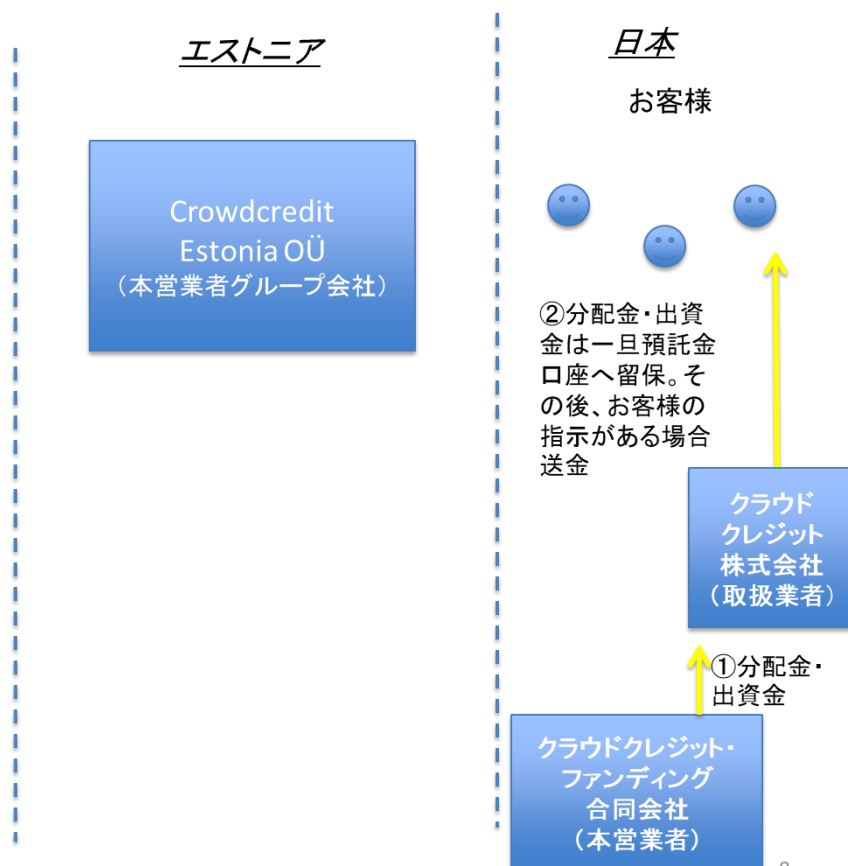 エストニア
日本
お客様
Crowdcredit
Estonia OÜ
（本営業者グループ会社）
②分配金・出資
金は一旦預託金
口座へ留保。そ
の後、お客様の
指示がある場合
送金
クラウド
クレジット
株式会社
（取扱業者）
①分配金・
出資金
クラウドクレジット・
ファンディング
合同会社
（本営業者）